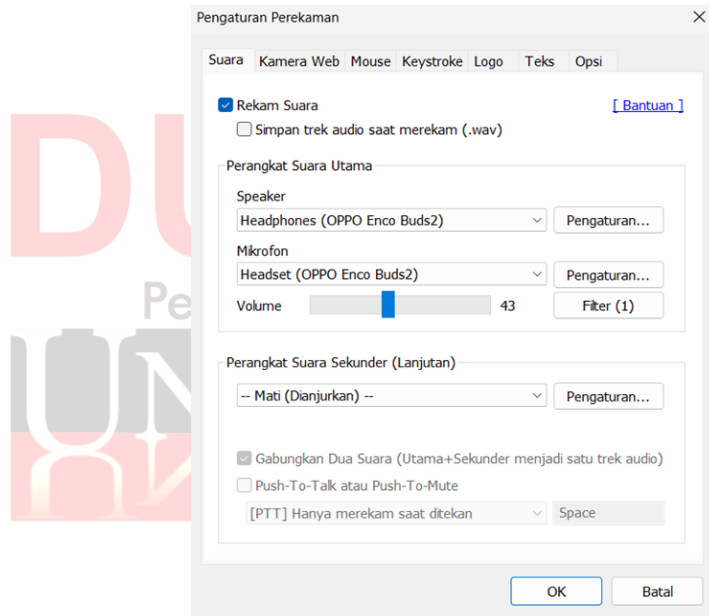 Pengaturan Perekaman
Suara Kamera Web Mouse Keystroke Logo Teks Opsi
Rekam Suara [ Bantuan ]
Simpan trek audio saat merekam (.wav)
Perangkat Suara Utama
Speaker
Headphones (OPPO Enco Buds2) Pengaturan...
Mikrofon
Headset (OPPO Enco Buds2) Pengaturan...
Volume 43 Filter (1)
Perangkat Suara Sekunder (Lanjutan)
-- Mati (Dianjurkan) -- Pengaturan...
Gabungkan Dua Suara (Utama+Sekunder menjadi satu trek audio)
Push-To-Talk atau Push-To-Mute
[PTT] Hanya merekam saat ditekan Space
OK Batal